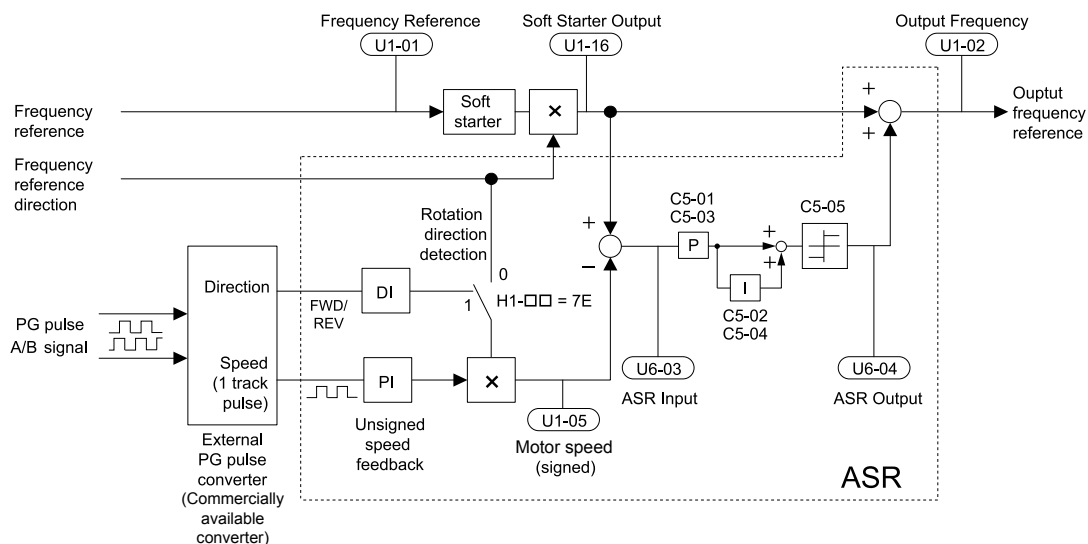 Frequency Reference
U1-01
Soft Starter Output
U1-16
Output Frequency
U1-02
Frequency
reference
Soft
starter
×
+
+
Ouptut
frequency
reference
Frequency
reference
direction
Rotation
direction
detection
+
−
C5-01
C5-03
P
+
+
I
C5-02
C5-04
C5-05
0
1
H1-□□ = 7E
Direction
FWD/
REV
DI
PG pulse
A/B signal
Speed
(1 track
pulse)
PI
×
Unsigned
speed
feedback
U1-05
Motor speed
(signed)
U6-03
ASR Input
U6-04
ASR Output
External
PG pulse
converter
(Commercially
available
converter)
ASR